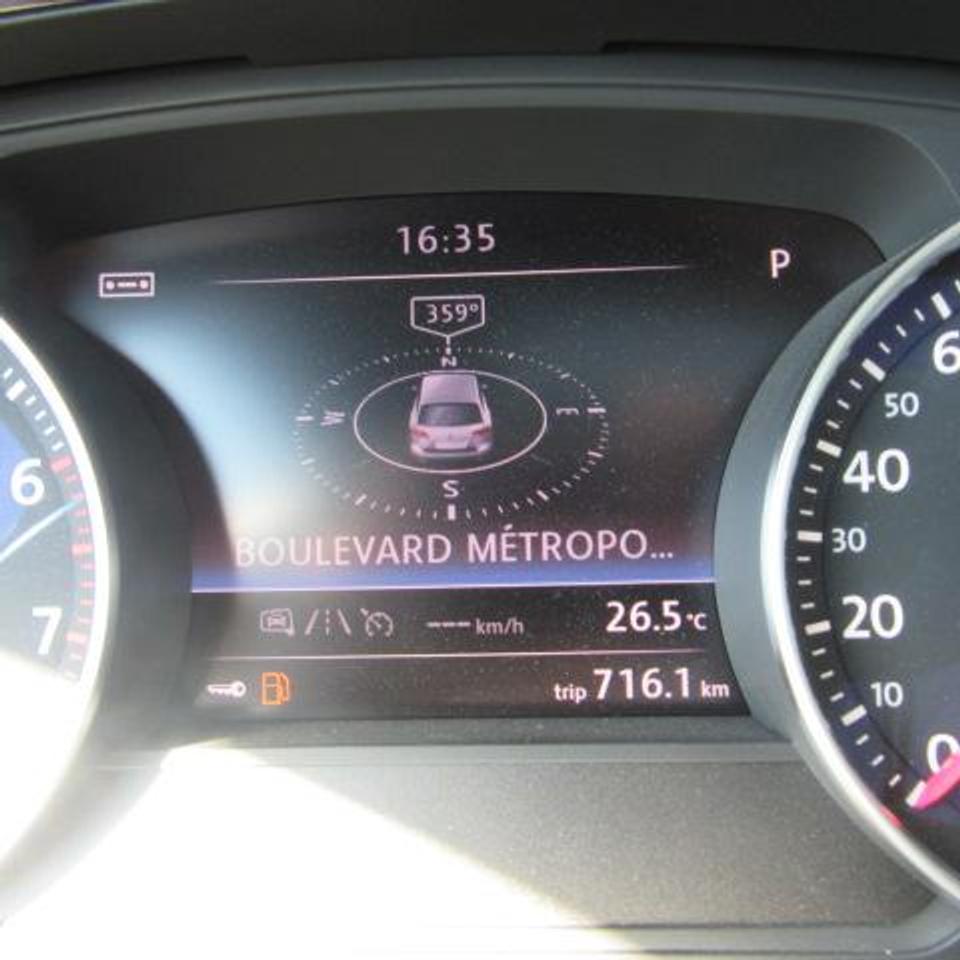 16:35
P
359°
N
W E
S
BOULEVARD MÉTROPO...
--- km/h 26.5°C
trip 716.1 km
6
7
6
50
40
30
20
10
0